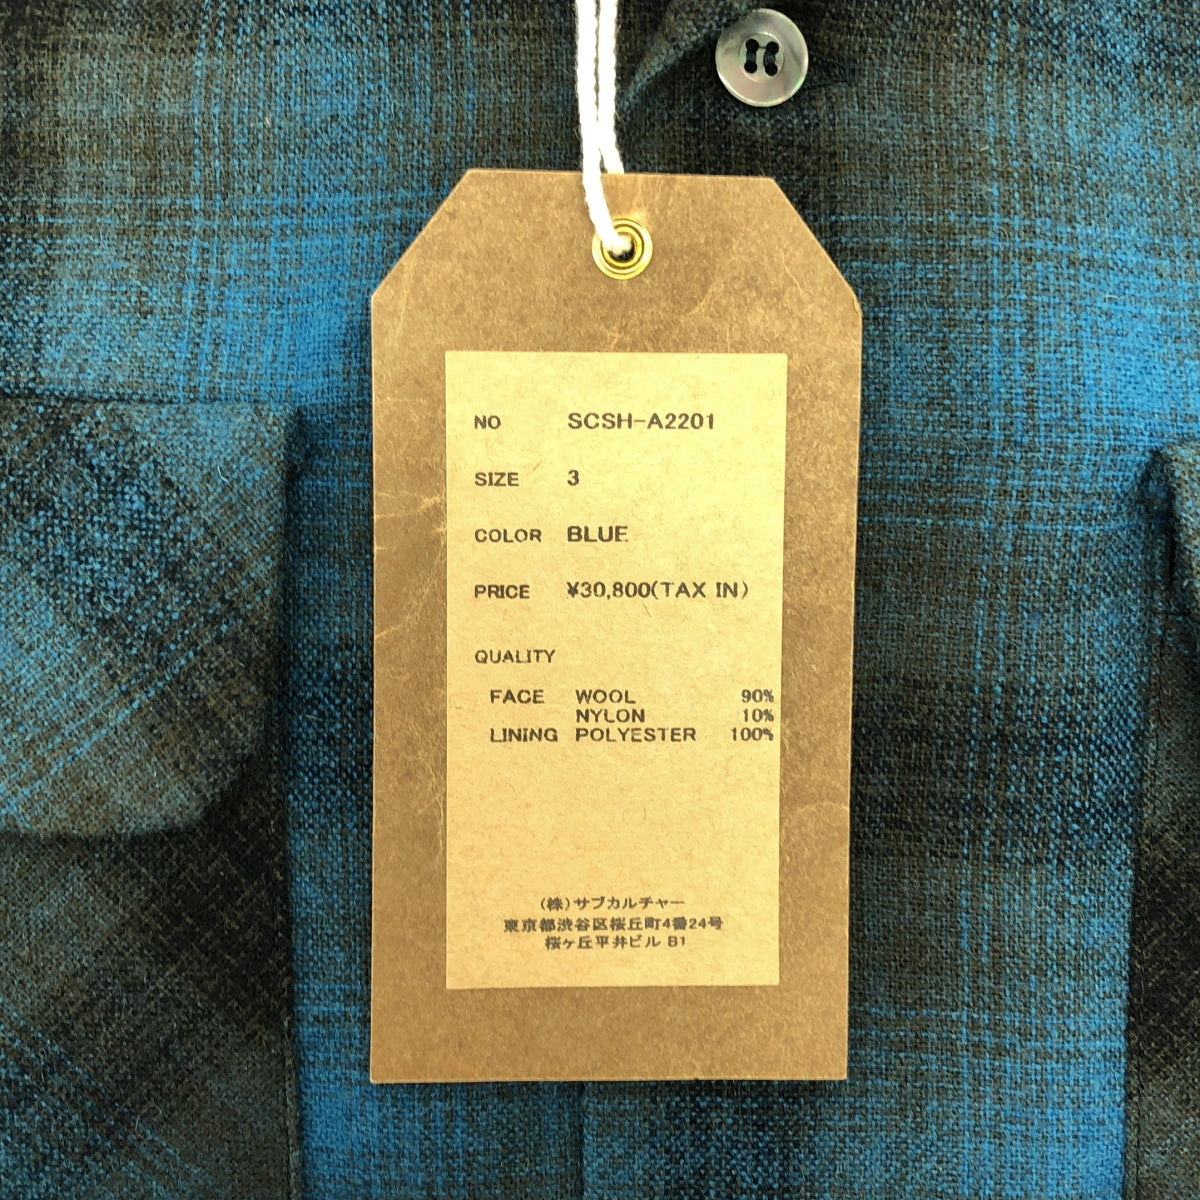 NO SCSH-A2201
SIZE 3
COLOR BLUE
PRICE ¥30,800(TAX IN)
QUALITY
FACE WOOL 90%
NYLON 10%
LINING POLYESTER 100%
(株)サブカルチャー
東京都渋谷区桜丘町4番24号
桜ヶ丘平井ビル B1